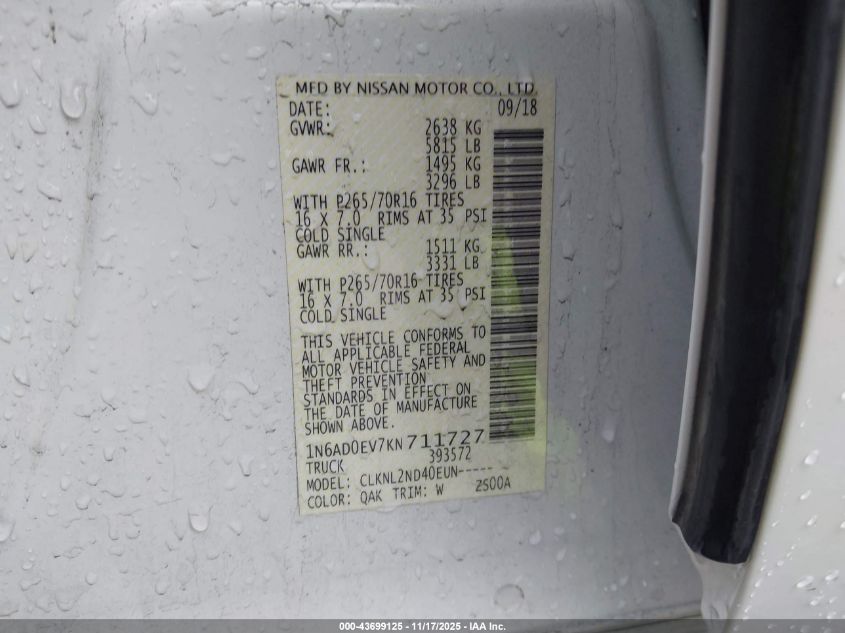 MFD BY NISSAN MOTOR CO., LTD.
DATE: 09/18
GVWR: 2638 KG
5815 LB
GAWR FR.: 1495 KG
3296 LB
WITH P265/70R16 TIRES
16 X 7.0 RIMS AT 35 PSI
COLD SINGLE
GAWR RR.: 1511 KG
3331 LB
WITH P265/70R16 TIRES
16 X 7.0 RIMS AT 35 PSI
COLD SINGLE
THIS VEHICLE CONFORMS TO
ALL APPLICABLE FEDERAL
MOTOR VEHICLE SAFETY AND
THEFT PREVENTION
STANDARDS IN EFFECT ON
THE DATE OF MANUFACTURE
SHOWN ABOVE.
1N6AD0EV7KN711727
TRUCK 393572
MODEL: CLKNL2ND40EUN-----
COLOR: QAK TRIM: W 2S00A
000-43699125 - 11/17/2025 - IAA Inc.